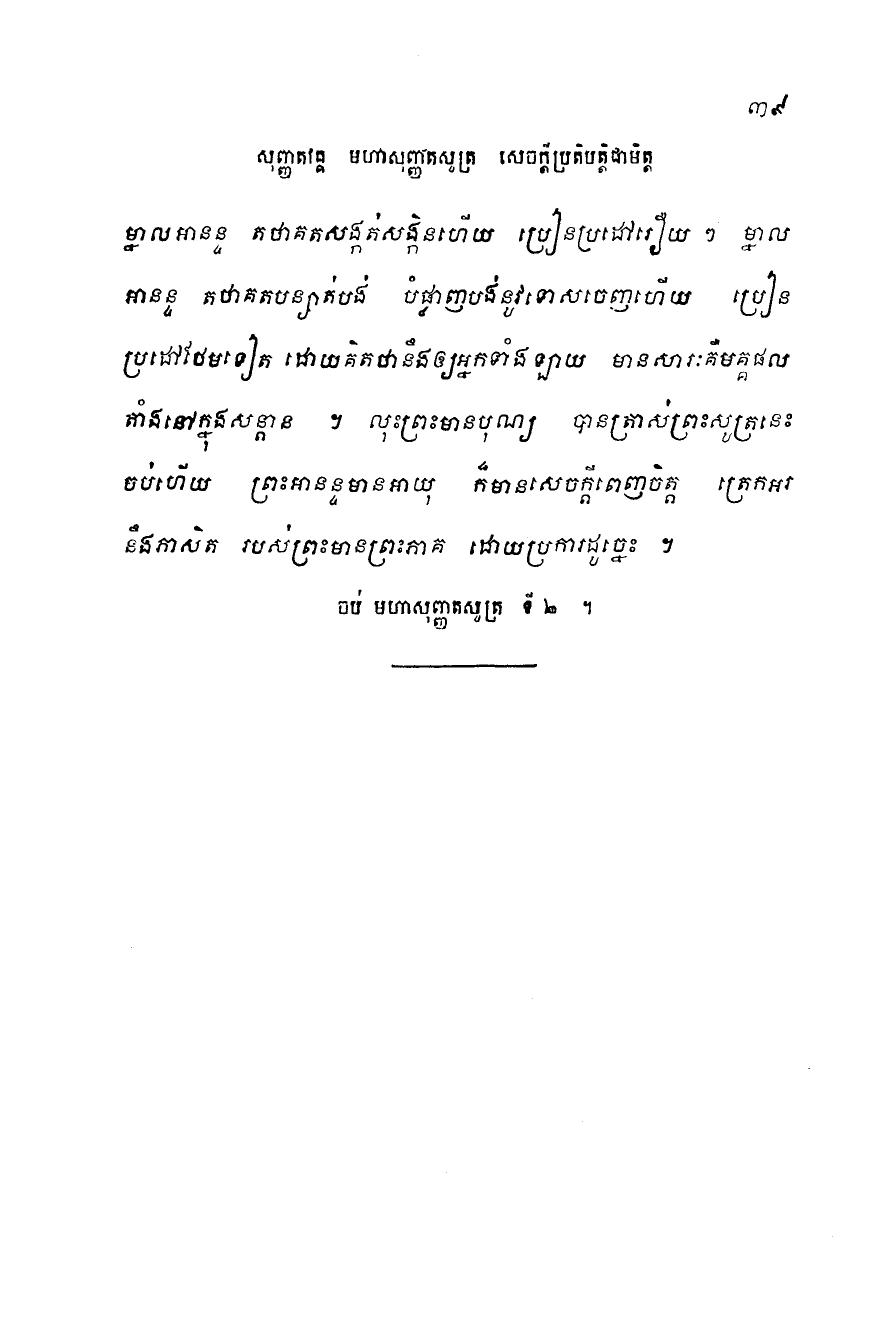 ៣៩
សុញ្ញតវគ្គ មហាសុញ្ញតសូត្រ សេចក្តីប្រតិបត្តិជាមិត្ត
ម្នាលអានន្ទ តថាគតសង្កត់សង្កិនហើយ ប្រៀនប្រដៅរឿយ ៗ ម្នាល
អានន្ទ តថាគតបន្សាត់បង់ បំផ្លាញបង់នូវទោសចេញហើយ ប្រៀន
ប្រដៅថែមទៀត ដោយគិតថានឹងឲ្យអ្នកទាំងឡាយ មានសារៈគឺមគ្គផល
តាំងនៅក្នុងសន្តាន ។ លុះព្រះមានបុណ្យ បានត្រាស់ព្រះសូត្រនេះ
ចប់ហើយ ព្រះអានន្ទមានអាយុ ក៏មានសេចក្តីពេញចិត្ត ត្រេកអរ
នឹងភាសិត របស់ព្រះមានព្រះភាគ ដោយប្រការដូច្នេះ ។
ចប់ មហាសុញ្ញតសូត្រ ទី ២ ។